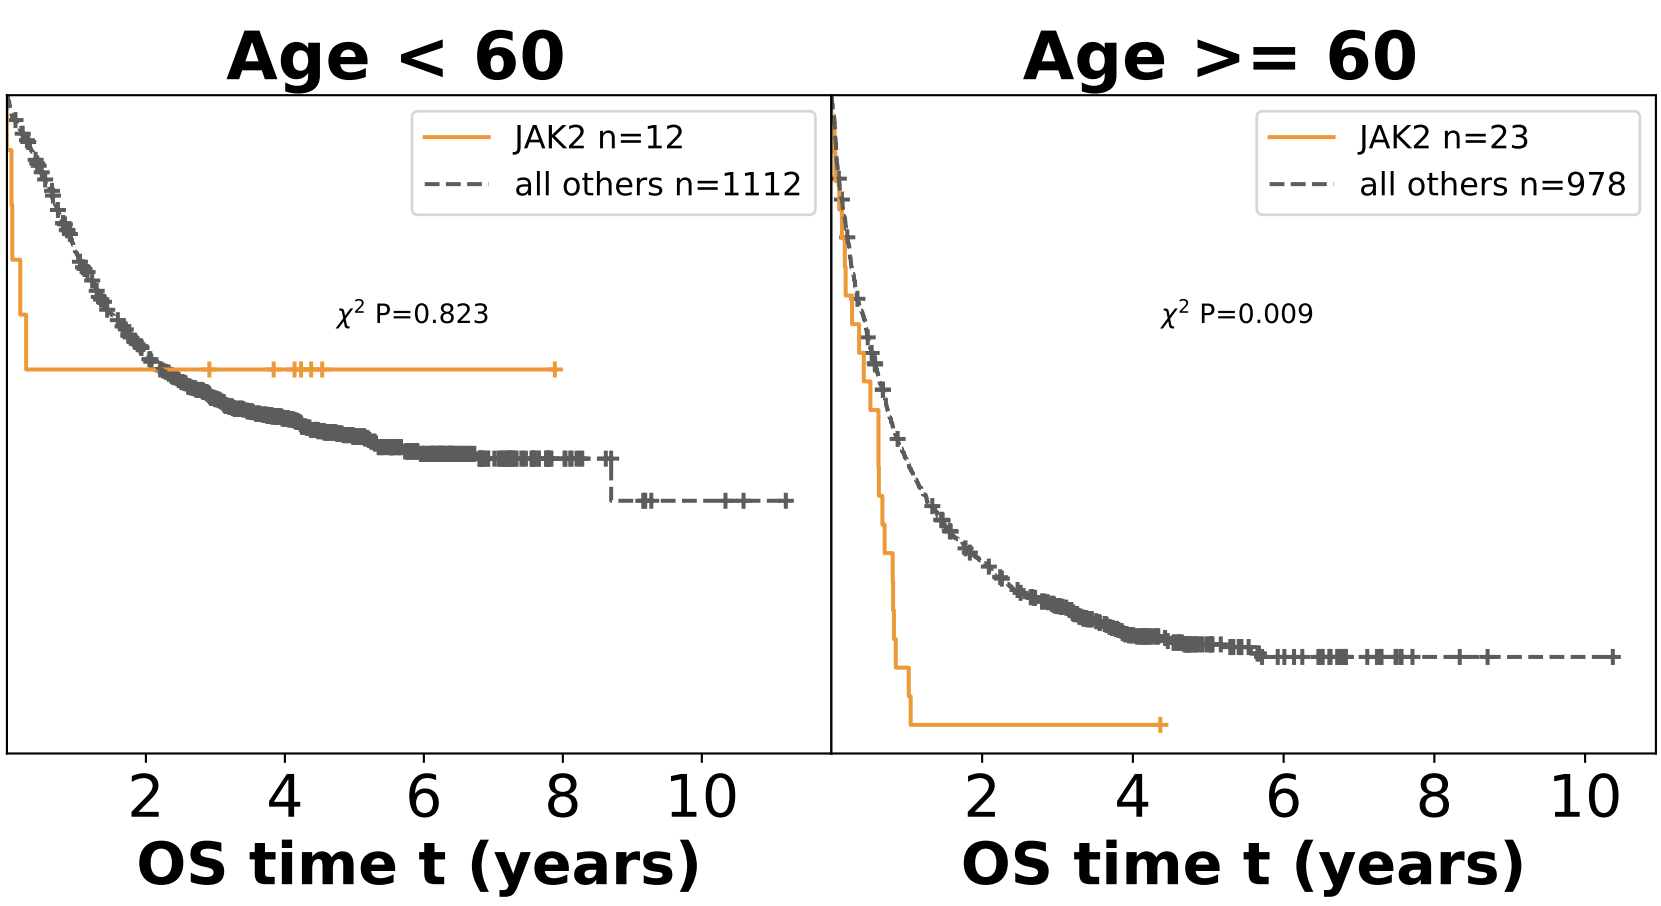 Age < 60
JAK2 n=12
all others n=1112
χ² P=0.823
2 4 6 8 10
OS time t (years)
Age >= 60
JAK2 n=23
all others n=978
χ² P=0.009
2 4 6 8 10
OS time t (years)